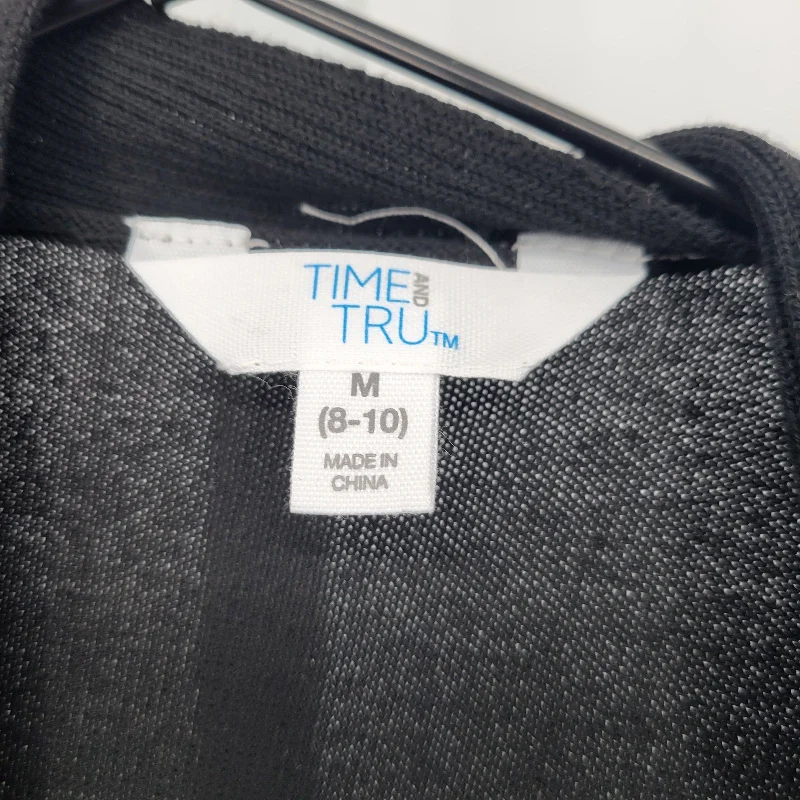 TIME AND
TRU™
M
(8-10)
MADE IN
CHINA